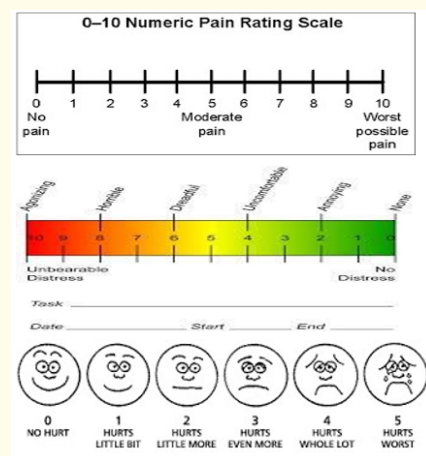 0–10 Numeric Pain Rating Scale
0 1 2 3 4 5 6 7 8 9 10
No pain
Moderate pain
Worst possible pain
Agonizing Horrible Dreadful Uncomfortable Annoying None
10 9 8 7 6 5 4 3 2 1 0
Unbearable Distress
No Distress
Task
Date Start End
0 1 2 3 4 5
NO HURT
HURTS LITTLE BIT
HURTS LITTLE MORE
HURTS EVEN MORE
HURTS WHOLE LOT
HURTS WORST